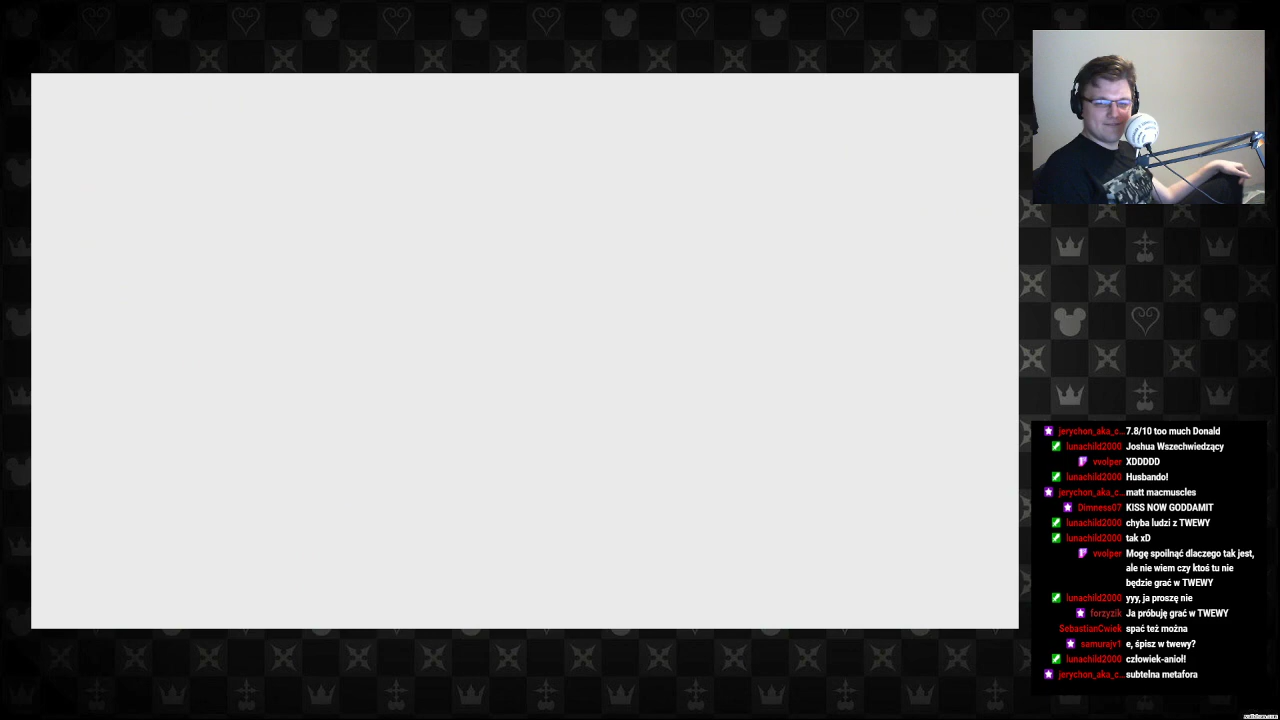 jerychon_aka_c... 7.8/10 too much Donald
lunachild2000 Joshua Wszechwiedzący
vvolper XDDDDD
lunachild2000 Husbando!
jerychon_aka_c... matt macmuscles
Dimness07 KISS NOW GODDAMIT
lunachild2000 chyba ludzi z TWEWY
lunachild2000 tak xD
vvolper Mogę spoilnąć dlaczego tak jest,
ale nie wiem czy ktoś tu nie
będzie grać w TWEWY
lunachild2000 yyy, ja proszę nie
forzyzik Ja próbuję grać w TWEWY
SebastianCwiek spać też można
samurajv1 e, śpisz w twewy?
lunachild2000 człowiek-anioł!
jerychon_aka_c... subtelna metafora